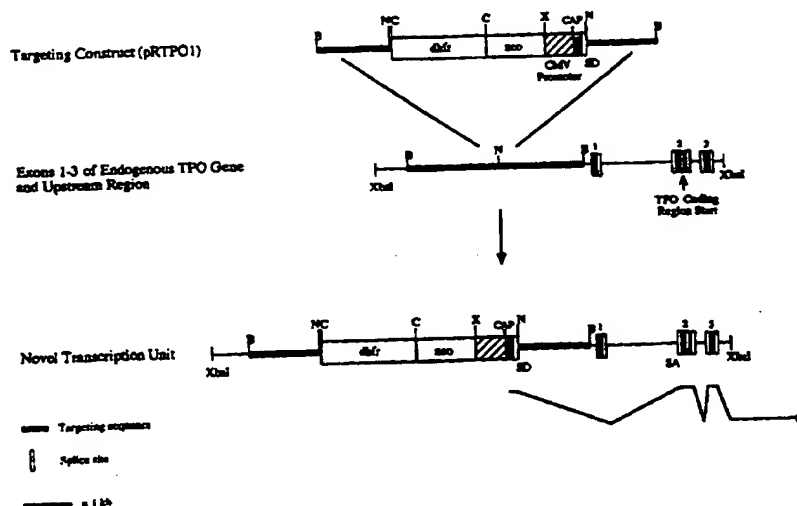 B NC C X CAP N B
Targeting Construct (pRTPO1)
dhfr neo
CMV SD
Promoter
B N B 1 2 3
Exons 1-3 of Endogenous TPO Gene
and Upstream Region
XbaI XbaI
TPO Coding
Region Start
B NC C X CAP N B 1 2 3
Novel Transcription Unit
dhfr neo
XbaI SD SA XbaI
Targeting sequence
Splice site
= 1 kb